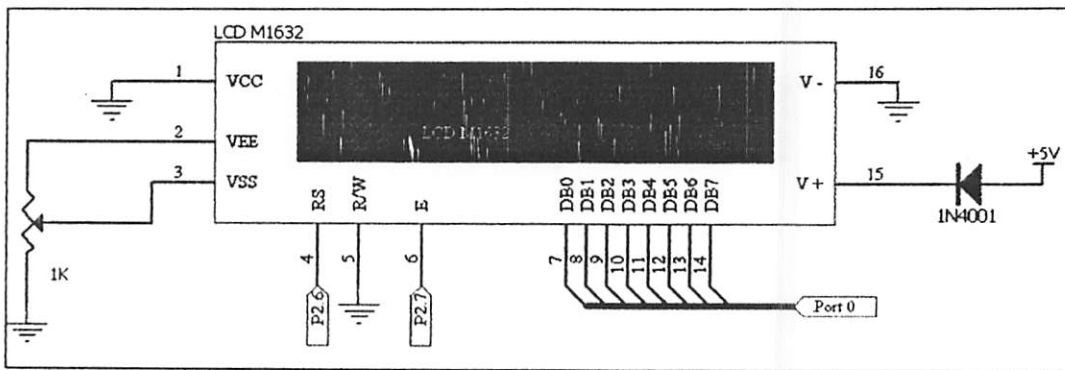 LCD M1632
1 VCC
2 VEE
3 VSS
LCD M1632
V - 16
V + 15
+5V
1N4001
RS R/W E
DB0 DB1 DB2 DB3 DB4 DB5 DB6 DB7
4 5 6
7 8 9 10 11 12 13 14
1K
P2.6 P2.7
Port 0